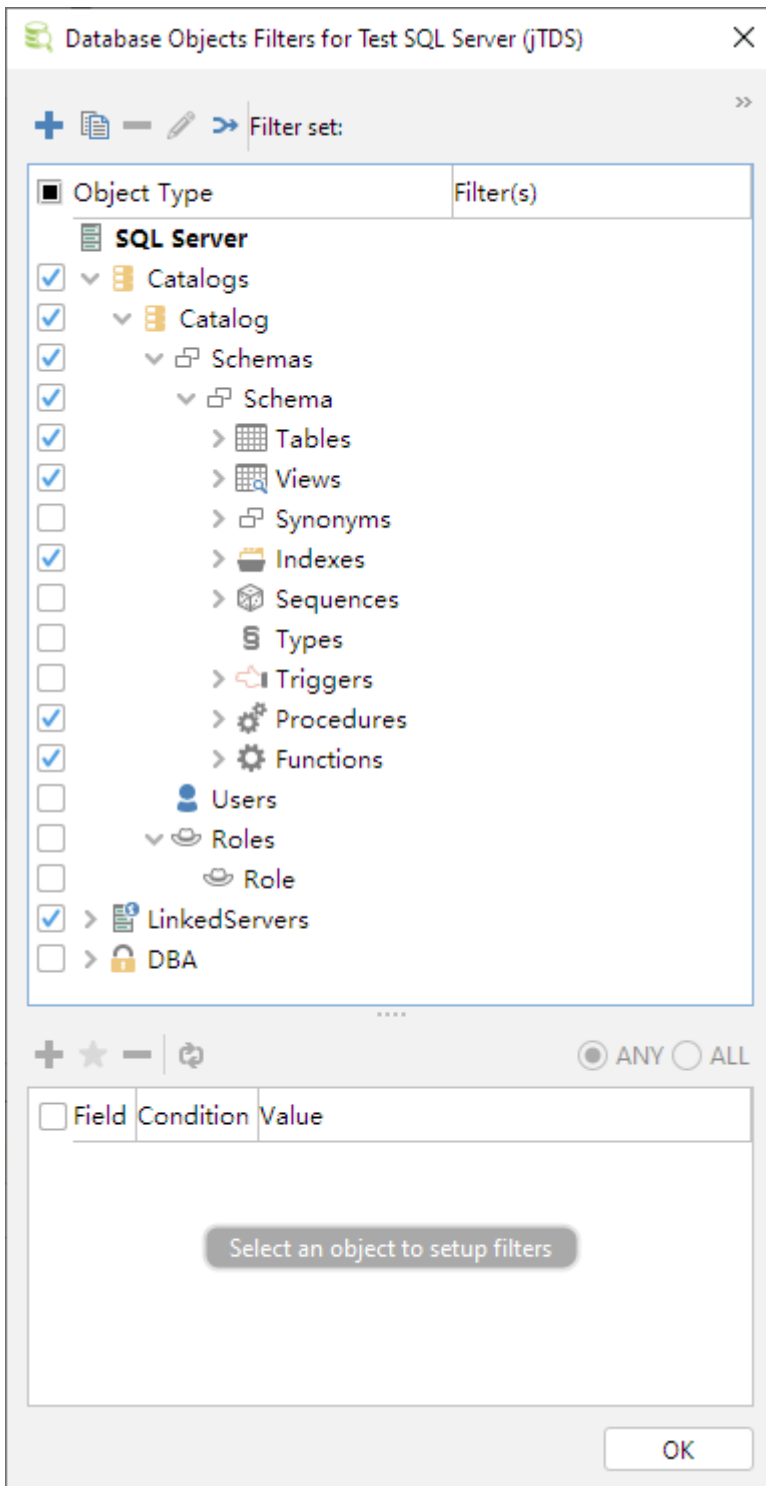 Database Objects Filters for Test SQL Server (jTDS)
Filter set:
Object Type Filter(s)
SQL Server
Catalogs
Catalog
Schemas
Schema
Tables
Views
Synonyms
Indexes
Sequences
Types
Triggers
Procedures
Functions
Users
Roles
Role
LinkedServers
DBA
ANY ALL
Field Condition Value
Select an object to setup filters
OK